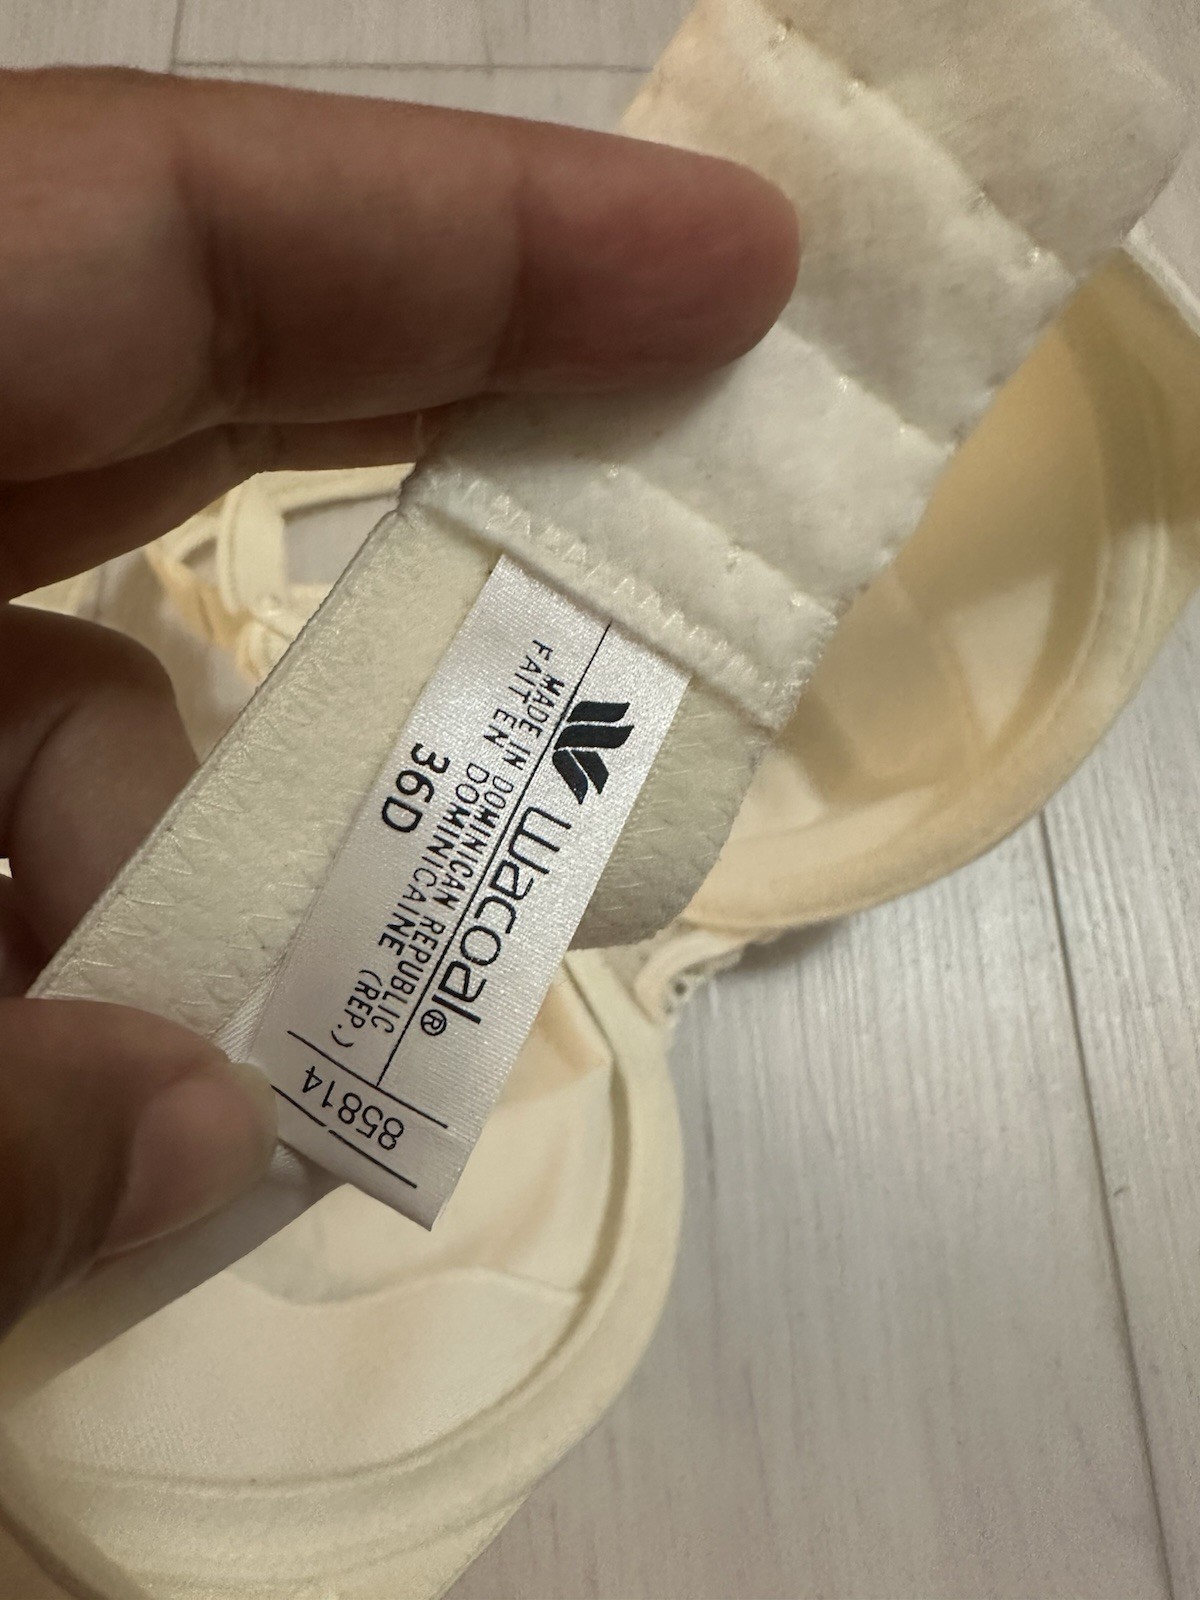 Wacoal®
MADE IN DOMINICAN REPUBLIC
FAIT EN DOMINICAINE (REP.)
36D
85814